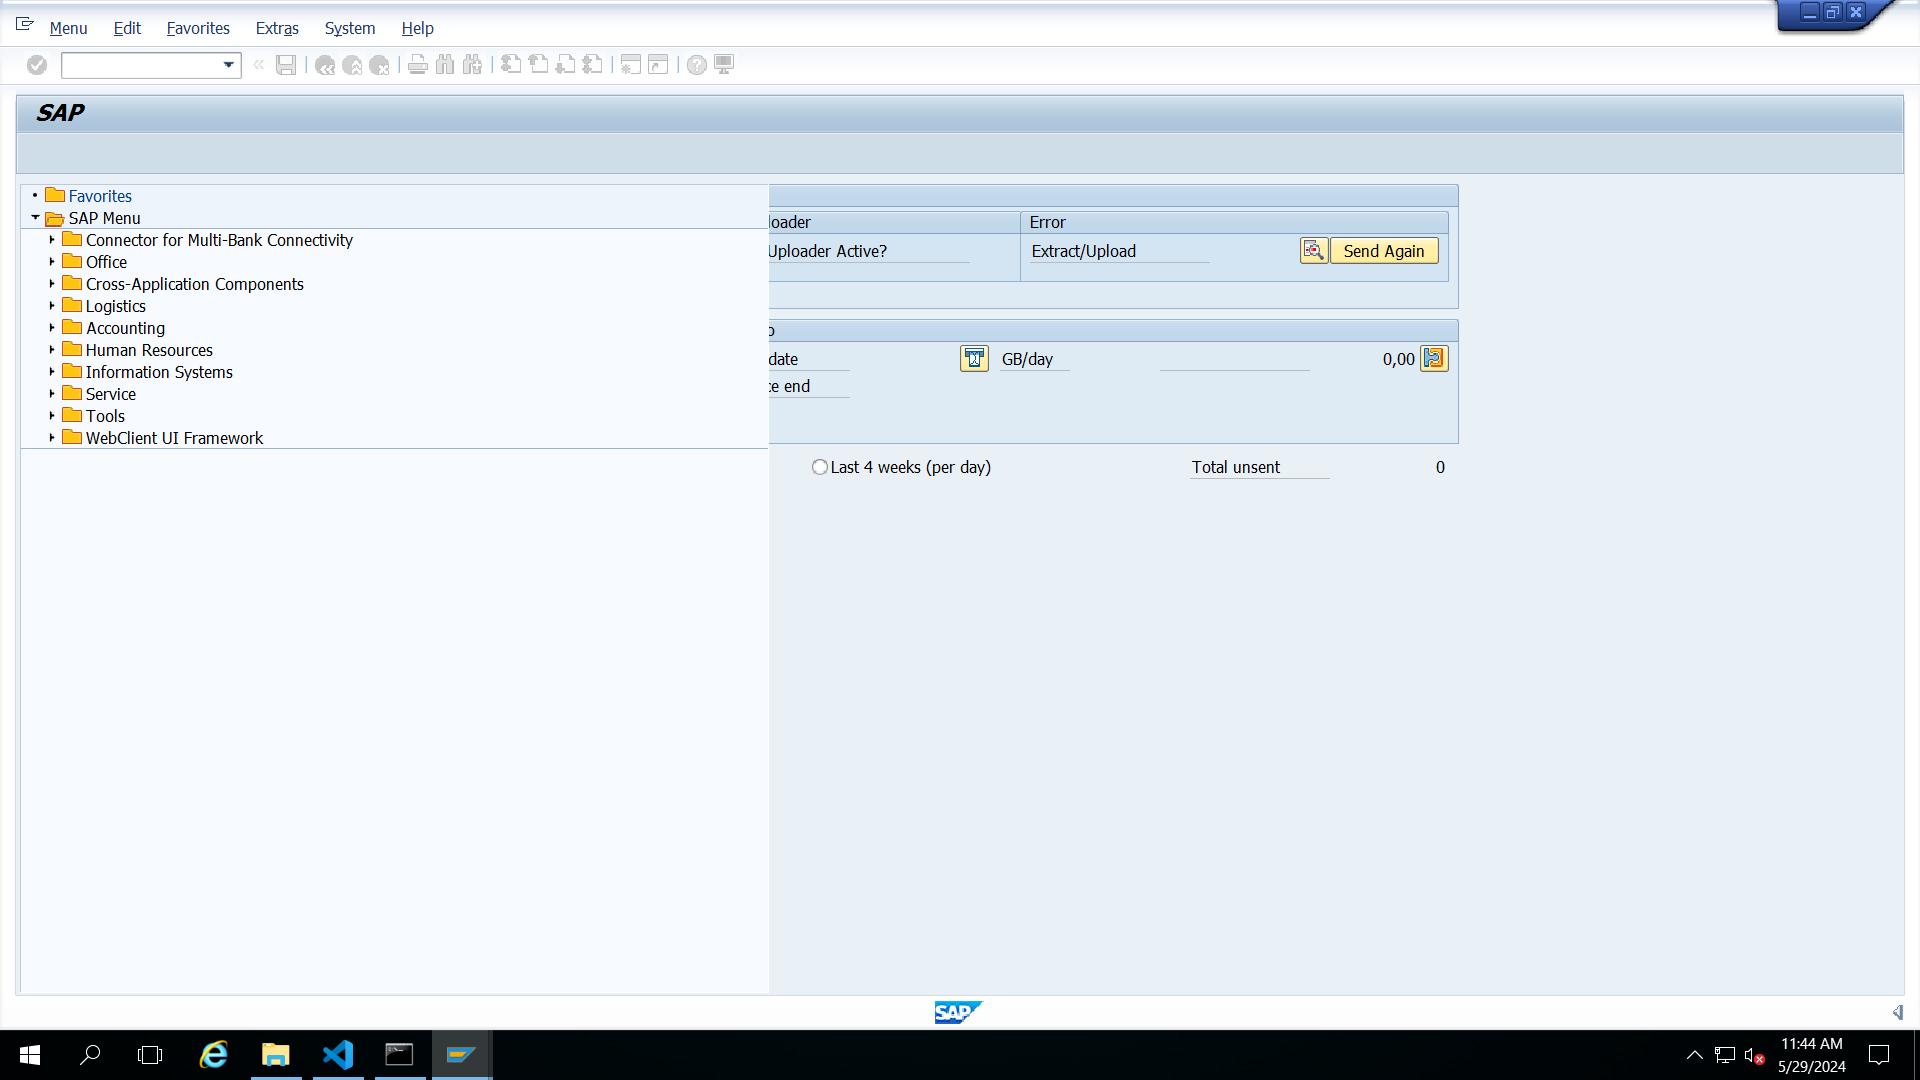 Menu Edit Favorites Extras System Help
SAP
Favorites
SAP Menu
Connector for Multi-Bank Connectivity
Office
Cross-Application Components
Logistics
Accounting
Human Resources
Information Systems
Service
Tools
WebClient UI Framework
loader Error
Uploader Active? Extract/Upload Send Again
o
date GB/day 0,00
ce end
Last 4 weeks (per day) Total unsent 0
SAP
11:44 AM
5/29/2024